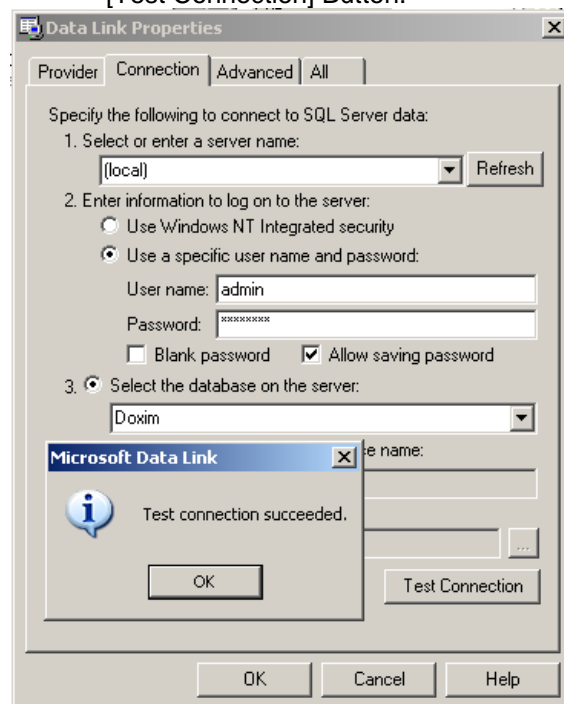 [Test Connection] Button.
Data Link Properties
Provider Connection Advanced All
Specify the following to connect to SQL Server data:
1. Select or enter a server name:
(local) Refresh
2. Enter information to log on to the server:
Use Windows NT Integrated security
Use a specific user name and password:
User name: admin
Password: ********
Blank password Allow saving password
3. Select the database on the server:
Doxim
Microsoft Data Link
name:
Test connection succeeded.
...
OK
Test Connection
OK Cancel Help